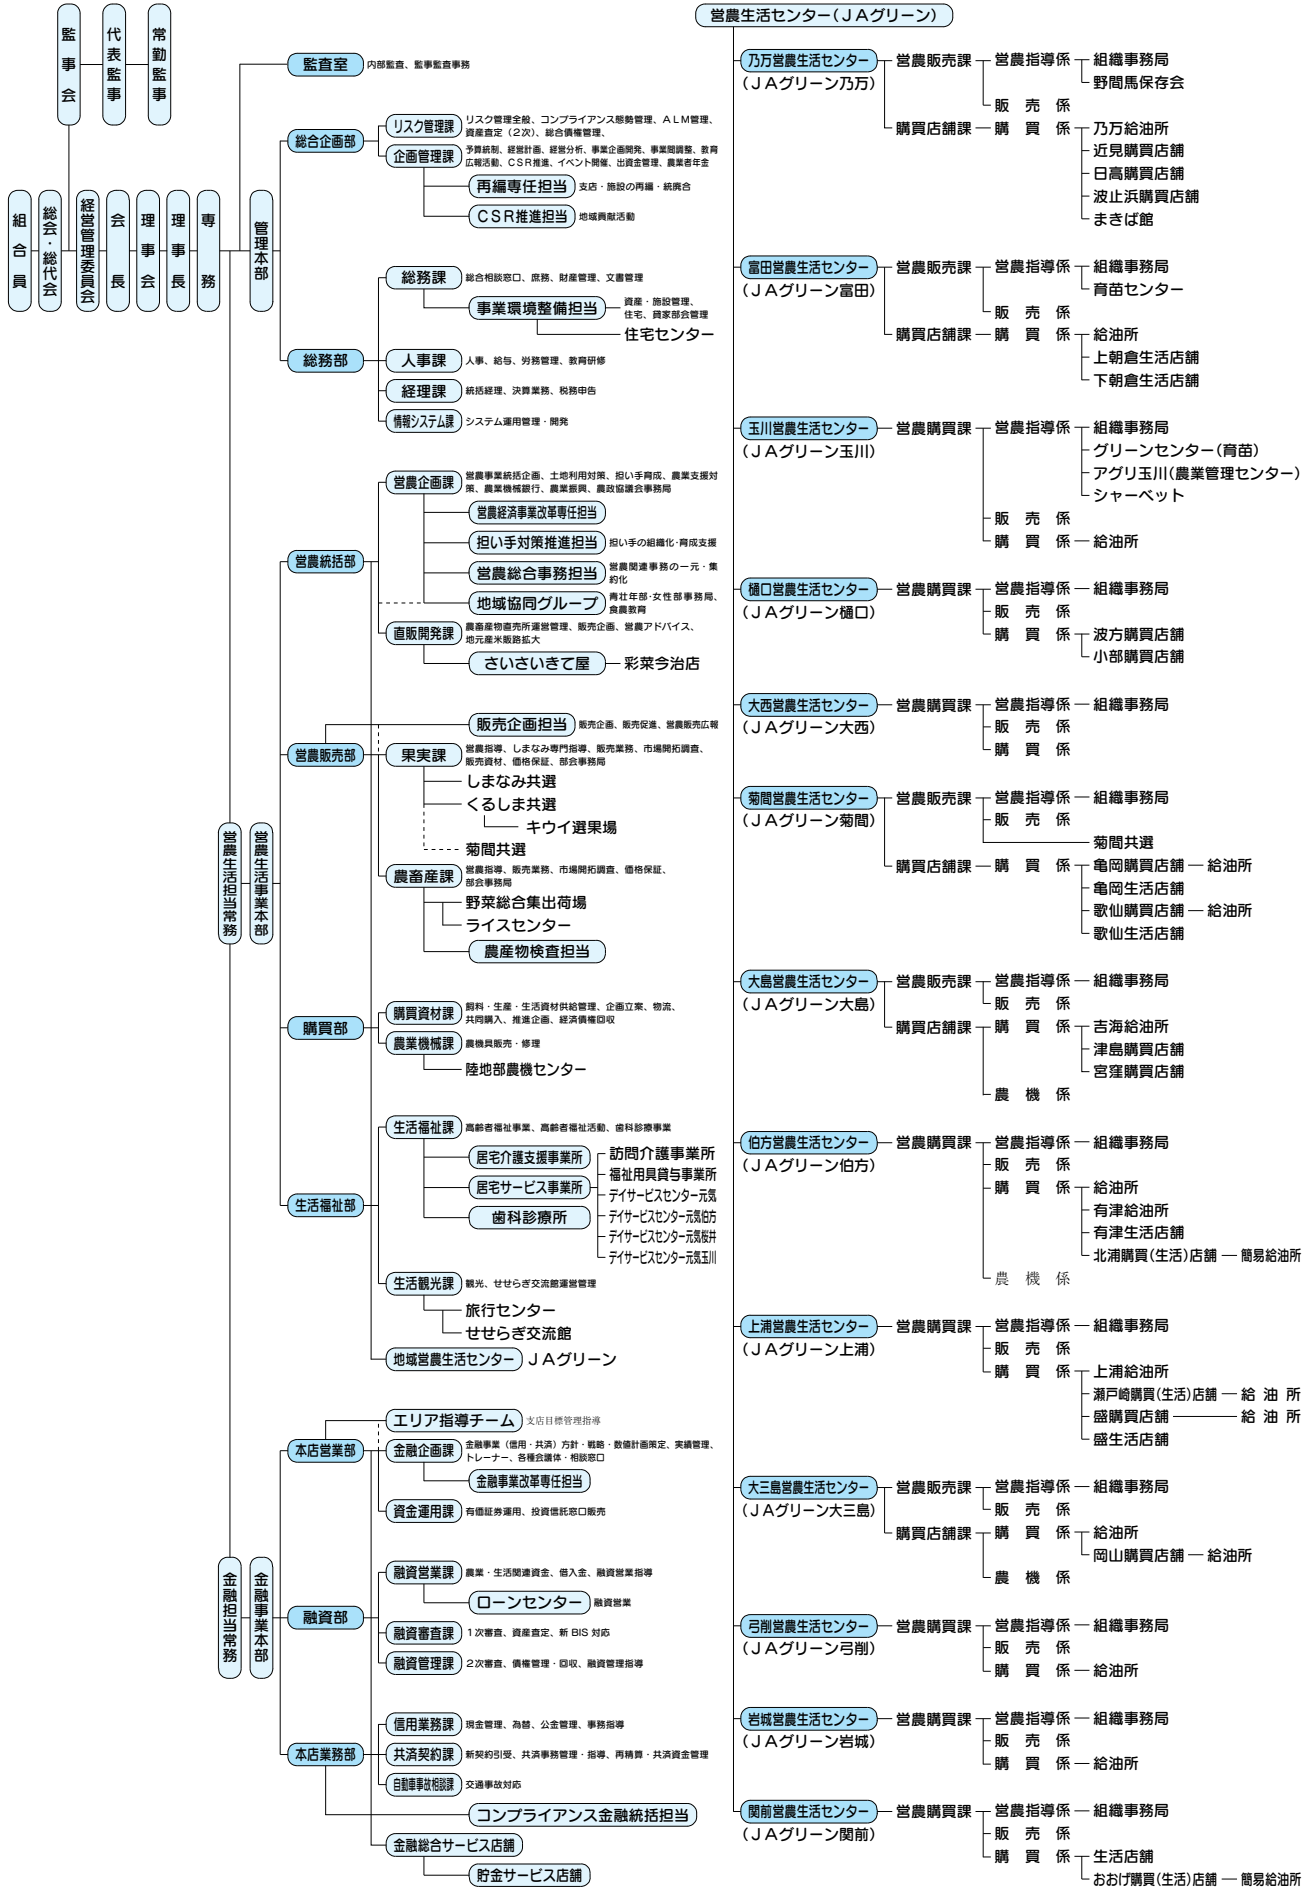 監事会
代表監事
常勤監事
組合員
総会・総代会
経営管理委員会
会長
理事会
理事長
専務
監査室
内部監査、監事監査事務
管理本部
総合企画部
リスク管理課
リスク管理全般、コンプライアンス態勢管理、ALM管理、
資産査定（2次）、総合債権管理、
企画管理課
予算統制、経営計画、経営分析、事業企画開発、事業間調整、教育
広報活動、CSR推進、イベント開催、出資金管理、農業者年金
再編専任担当
支店・施設の再編・統廃合
CSR推進担当
地域貢献活動
総務部
総務課
総合相談窓口、庶務、財産管理、文書管理
事業環境整備担当
資産・施設管理、
住宅、貸家部会管理
住宅センター
人事課
人事、給与、労務管理、教育研修
経理課
統括経理、決算業務、税務申告
情報システム課
システム運用管理・開発
営農生活担当常務
営農生活事業本部
営農統括部
営農企画課
営農事業統括企画、土地利用対策、担い手育成、農業支援対
策、農業機械銀行、農業振興、農政協議会事務局
営農経済事業改革専任担当
担い手対策推進担当
担い手の組織化・育成支援
営農総合事務担当
営農関連事務の一元・集
約化
地域協同グループ
青壮年部・女性部事務局、
食農教育
直販開発課
農畜産物直売所運営管理、販売企画、営農アドバイス、
地元産米販路拡大
さいさいきて屋
彩菜今治店
営農販売部
販売企画担当
販売企画、販売促進、営農販売広報
果実課
営農指導、しまなみ専門指導、販売業務、市場開拓調査、
販売資材、価格保証、部会事務局
しまなみ共選
くるしま共選
キウイ選果場
菊間共選
農畜産課
営農指導、販売業務、市場開拓調査、価格保証、
部会事務局
野菜総合集出荷場
ライスセンター
農産物検査担当
購買部
購買資材課
飼料・生産・生活資材供給管理、企画立案、物流、
共同購入、推進企画、経済債権回収
農業機械課
農機具販売・修理
陸地部農機センター
生活福祉部
生活福祉課
高齢者福祉事業、高齢者福祉活動、歯科診療事業
居宅介護支援事業所
居宅サービス事業所
訪問介護事業所
福祉用具貸与事業所
デイサービスセンター元気
デイサービスセンター元気伯方
デイサービスセンター元気桜井
デイサービスセンター元気玉川
歯科診療所
生活観光課
観光、せせらぎ交流館運営管理
旅行センター
せせらぎ交流館
地域営農生活センター
JAグリーン
金融担当常務
金融事業本部
本店営業部
エリア指導チーム
支店目標管理指導
金融企画課
金融事業（信用・共済）方針・戦略・数値計画策定、実績管理、
トレーナー、各種会議体・相談窓口
金融事業改革専任担当
資金運用課
有価証券運用、投資信託窓口販売
融資部
融資営業課
農業・生活関連資金、借入金、融資営業指導
ローンセンター
融資営業
融資審査課
1次審査、資産査定、新 BIS 対応
融資管理課
2次審査、債権管理・回収、融資管理指導
本店業務部
信用業務課
現金管理、為替、公金管理、事務指導
共済契約課
新契約引受、共済事務管理・指導、再精算・共済資金管理
自動車事故相談課
交通事故対応
コンプライアンス金融統括担当
金融総合サービス店舗
貯金サービス店舗
営農生活センター（JAグリーン）
乃万営農生活センター
（JAグリーン乃万）
営農販売課
営農指導係
組織事務局
野間馬保存会
販売係
購買店舗課
購買係
乃万給油所
近見購買店舗
日高購買店舗
波止浜購買店舗
まきば館
富田営農生活センター
（JAグリーン富田）
営農販売課
営農指導係
組織事務局
育苗センター
販売係
購買店舗課
購買係
給油所
上朝倉生活店舗
下朝倉生活店舗
玉川営農生活センター
（JAグリーン玉川）
営農購買課
営農指導係
組織事務局
グリーンセンター（育苗）
アグリ玉川（農業管理センター）
シャーベット
販売係
購買係
給油所
樋口営農生活センター
（JAグリーン樋口）
営農購買課
営農指導係
組織事務局
販売係
購買係
波方購買店舗
小部購買店舗
大西営農生活センター
（JAグリーン大西）
営農購買課
営農指導係
組織事務局
販売係
購買係
菊間営農生活センター
（JAグリーン菊間）
営農販売課
営農指導係
組織事務局
販売係
菊間共選
購買店舗課
購買係
亀岡購買店舗
給油所
亀岡生活店舗
歌仙購買店舗
給油所
歌仙生活店舗
大島営農生活センター
（JAグリーン大島）
営農販売課
営農指導係
組織事務局
販売係
購買店舗課
購買係
吉海給油所
津島購買店舗
宮窪購買店舗
農機係
伯方営農生活センター
（JAグリーン伯方）
営農購買課
営農指導係
組織事務局
販売係
購買係
給油所
有津給油所
有津生活店舗
北浦購買（生活）店舗
簡易給油所
農機係
上浦営農生活センター
（JAグリーン上浦）
営農購買課
営農指導係
組織事務局
販売係
購買係
上浦給油所
瀬戸崎購買（生活）店舗
給油所
盛購買店舗
給油所
盛生活店舗
大三島営農生活センター
（JAグリーン大三島）
営農販売課
営農指導係
組織事務局
販売係
購買店舗課
購買係
給油所
岡山購買店舗
給油所
農機係
弓削営農生活センター
（JAグリーン弓削）
営農購買課
営農指導係
組織事務局
販売係
購買係
給油所
岩城営農生活センター
（JAグリーン岩城）
営農購買課
営農指導係
組織事務局
販売係
購買係
給油所
関前営農生活センター
（JAグリーン関前）
営農購買課
営農指導係
組織事務局
販売係
購買係
生活店舗
おおげ購買（生活）店舗
簡易給油所